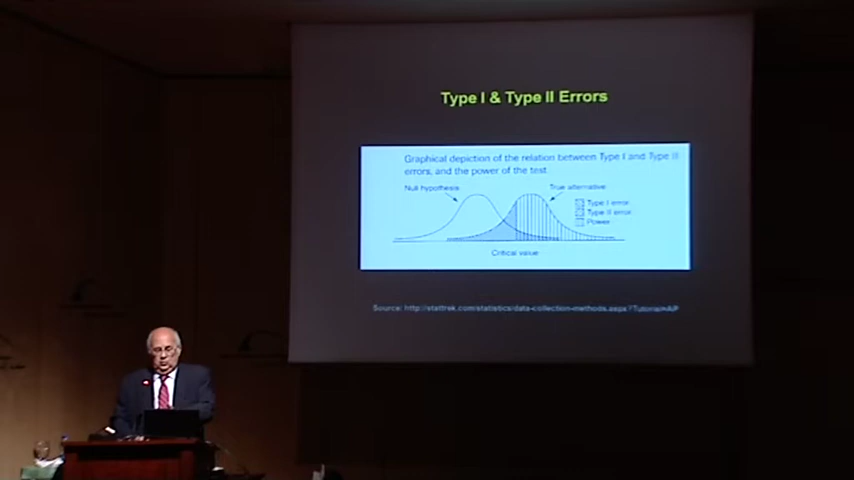 Type I & Type II Errors
Graphical depiction of the relation between Type I and Type II
errors, and the power of the test.
Null hypothesis
True alternative
Type I error
Type II error
Power
Critical value
Source: http://stattrek.com/statistics/data-collection-methods.aspx?Tutorial=AP